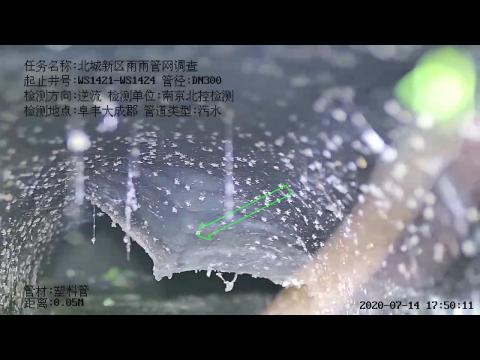 任务名称:北城新区雨雨管网调查
起止井号:WS1421-WS1424 管径:DN300
检测方向:逆流 检测单位:南京北控检测
检测地点:阜丰大成郡 管道类型:污水
管材:塑料管
距离:0.05M
2020-07-14 17:50:11